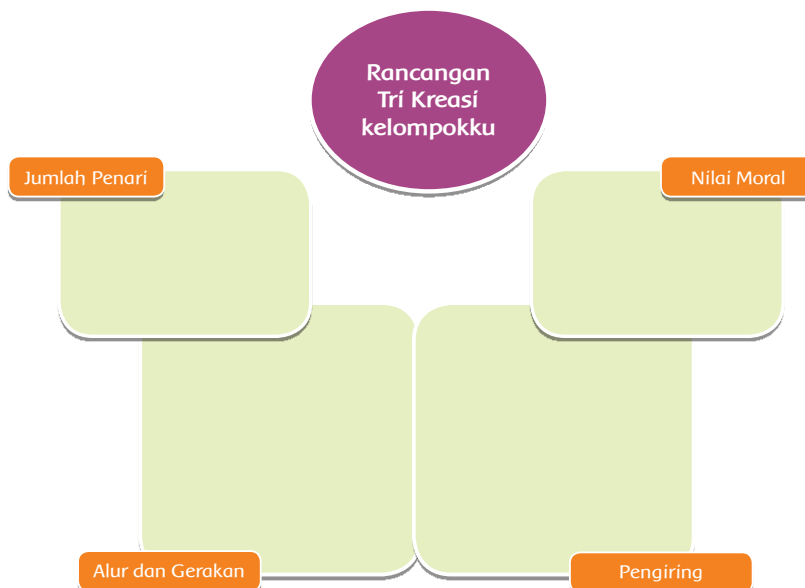 Rancangan
Tri Kreasi
kelompokku
Jumlah Penari
Nilai Moral
Alur dan Gerakan
Pengiring